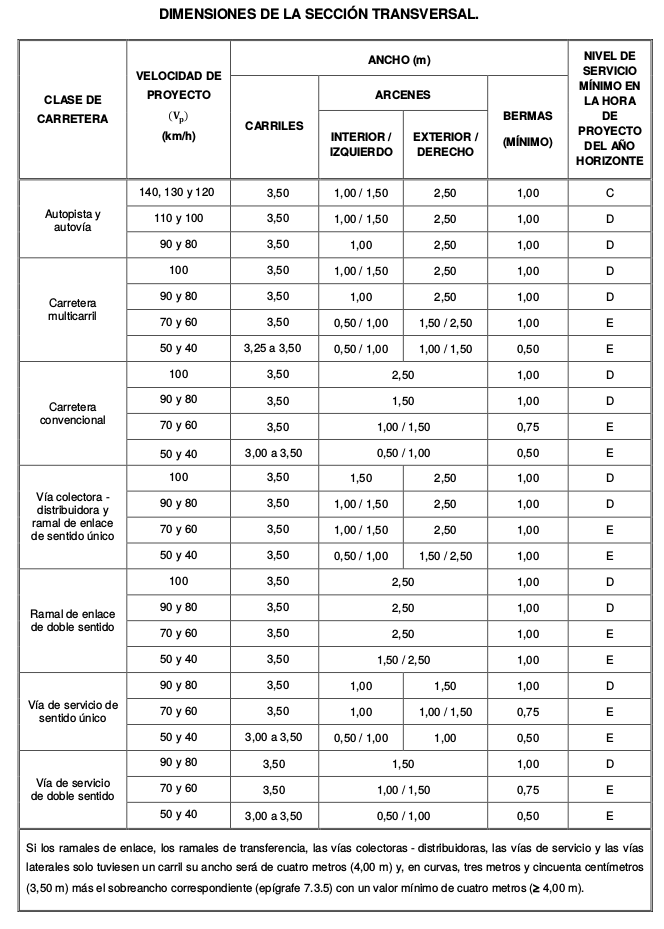 DIMENSIONES DE LA SECCIÓN TRANSVERSAL.
CLASE DE
CARRETERA
VELOCIDAD DE
PROYECTO
(Vp)
(km/h)
ANCHO (m)
CARRILES
ARCENES
INTERIOR /
IZQUIERDO
EXTERIOR /
DERECHO
BERMAS
(MÍNIMO)
NIVEL DE
SERVICIO
MÍNIMO EN
LA HORA
DE
PROYECTO
DEL AÑO
HORIZONTE
Autopista y
autovía
140, 130 y 120 3,50 1,00 / 1,50 2,50 1,00 C
110 y 100 3,50 1,00 / 1,50 2,50 1,00 D
90 y 80 3,50 1,00 2,50 1,00 D
Carretera
multicarril
100 3,50 1,00 / 1,50 2,50 1,00 D
90 y 80 3,50 1,00 2,50 1,00 D
70 y 60 3,50 0,50 / 1,00 1,50 / 2,50 1,00 E
50 y 40 3,25 a 3,50 0,50 / 1,00 1,00 / 1,50 0,50 E
Carretera
convencional
100 3,50 2,50 1,00 D
90 y 80 3,50 1,50 1,00 D
70 y 60 3,50 1,00 / 1,50 0,75 E
50 y 40 3,00 a 3,50 0,50 / 1,00 0,50 E
Vía colectora -
distribuidora y
ramal de enlace
de sentido único
100 3,50 1,50 2,50 1,00 D
90 y 80 3,50 1,00 / 1,50 2,50 1,00 D
70 y 60 3,50 1,00 / 1,50 2,50 1,00 E
50 y 40 3,50 0,50 / 1,00 1,50 / 2,50 1,00 E
Ramal de enlace
de doble sentido
100 3,50 2,50 1,00 D
90 y 80 3,50 2,50 1,00 D
70 y 60 3,50 2,50 1,00 E
50 y 40 3,50 1,50 / 2,50 1,00 E
Vía de servicio de
sentido único
90 y 80 3,50 1,00 1,50 1,00 D
70 y 60 3,50 1,00 1,00 / 1,50 0,75 E
50 y 40 3,00 a 3,50 0,50 / 1,00 1,00 0,50 E
Vía de servicio
de doble sentido
90 y 80 3,50 1,50 1,00 D
70 y 60 3,50 1,00 / 1,50 0,75 E
50 y 40 3,00 a 3,50 0,50 / 1,00 0,50 E
Si los ramales de enlace, los ramales de transferencia, las vías colectoras - distribuidoras, las vías de servicio y las vías
laterales solo tuviesen un carril su ancho será de cuatro metros (4,00 m) y, en curvas, tres metros y cincuenta centímetros
(3,50 m) más el sobreancho correspondiente (epígrafe 7.3.5) con un valor mínimo de cuatro metros (≥ 4,00 m).